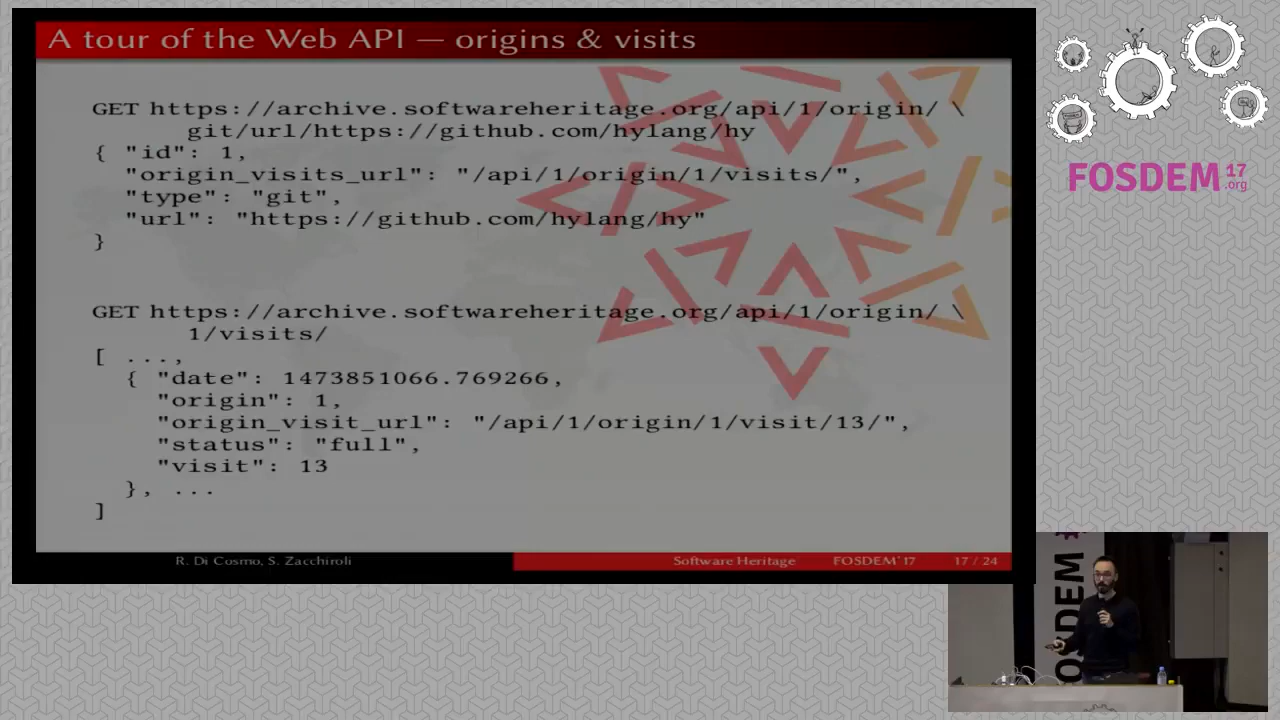 A tour of the Web API — origins & visits
GET https://archive.softwareheritage.org/api/1/origin/ \
git/url/https://github.com/hylang/hy
{ "id": 1,
"origin_visits_url": "/api/1/origin/1/visits/",
"type": "git",
"url": "https://github.com/hylang/hy"
}
GET https://archive.softwareheritage.org/api/1/origin/ \
1/visits/
[ ...,
{ "date": 1473851066.769266,
"origin": 1,
"origin_visit_url": "/api/1/origin/1/visit/13/",
"status": "full",
"visit": 13
}, ...
]
R. Di Cosmo, S. Zacchiroli
Software Heritage
FOSDEM'17
17 / 24
FOSDEM 17
.org
OSDEM